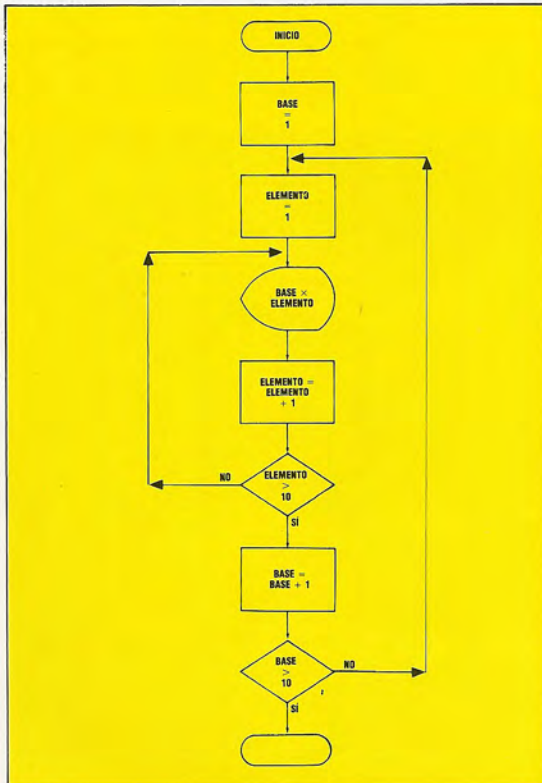 INICIO
BASE
=
1
ELEMENTO
=
1
BASE ×
ELEMENTO
ELEMENTO =
ELEMENTO
+ 1
NO
ELEMENTO
>
10
SÍ
BASE =
BASE + 1
BASE
>
10
NO
SÍ